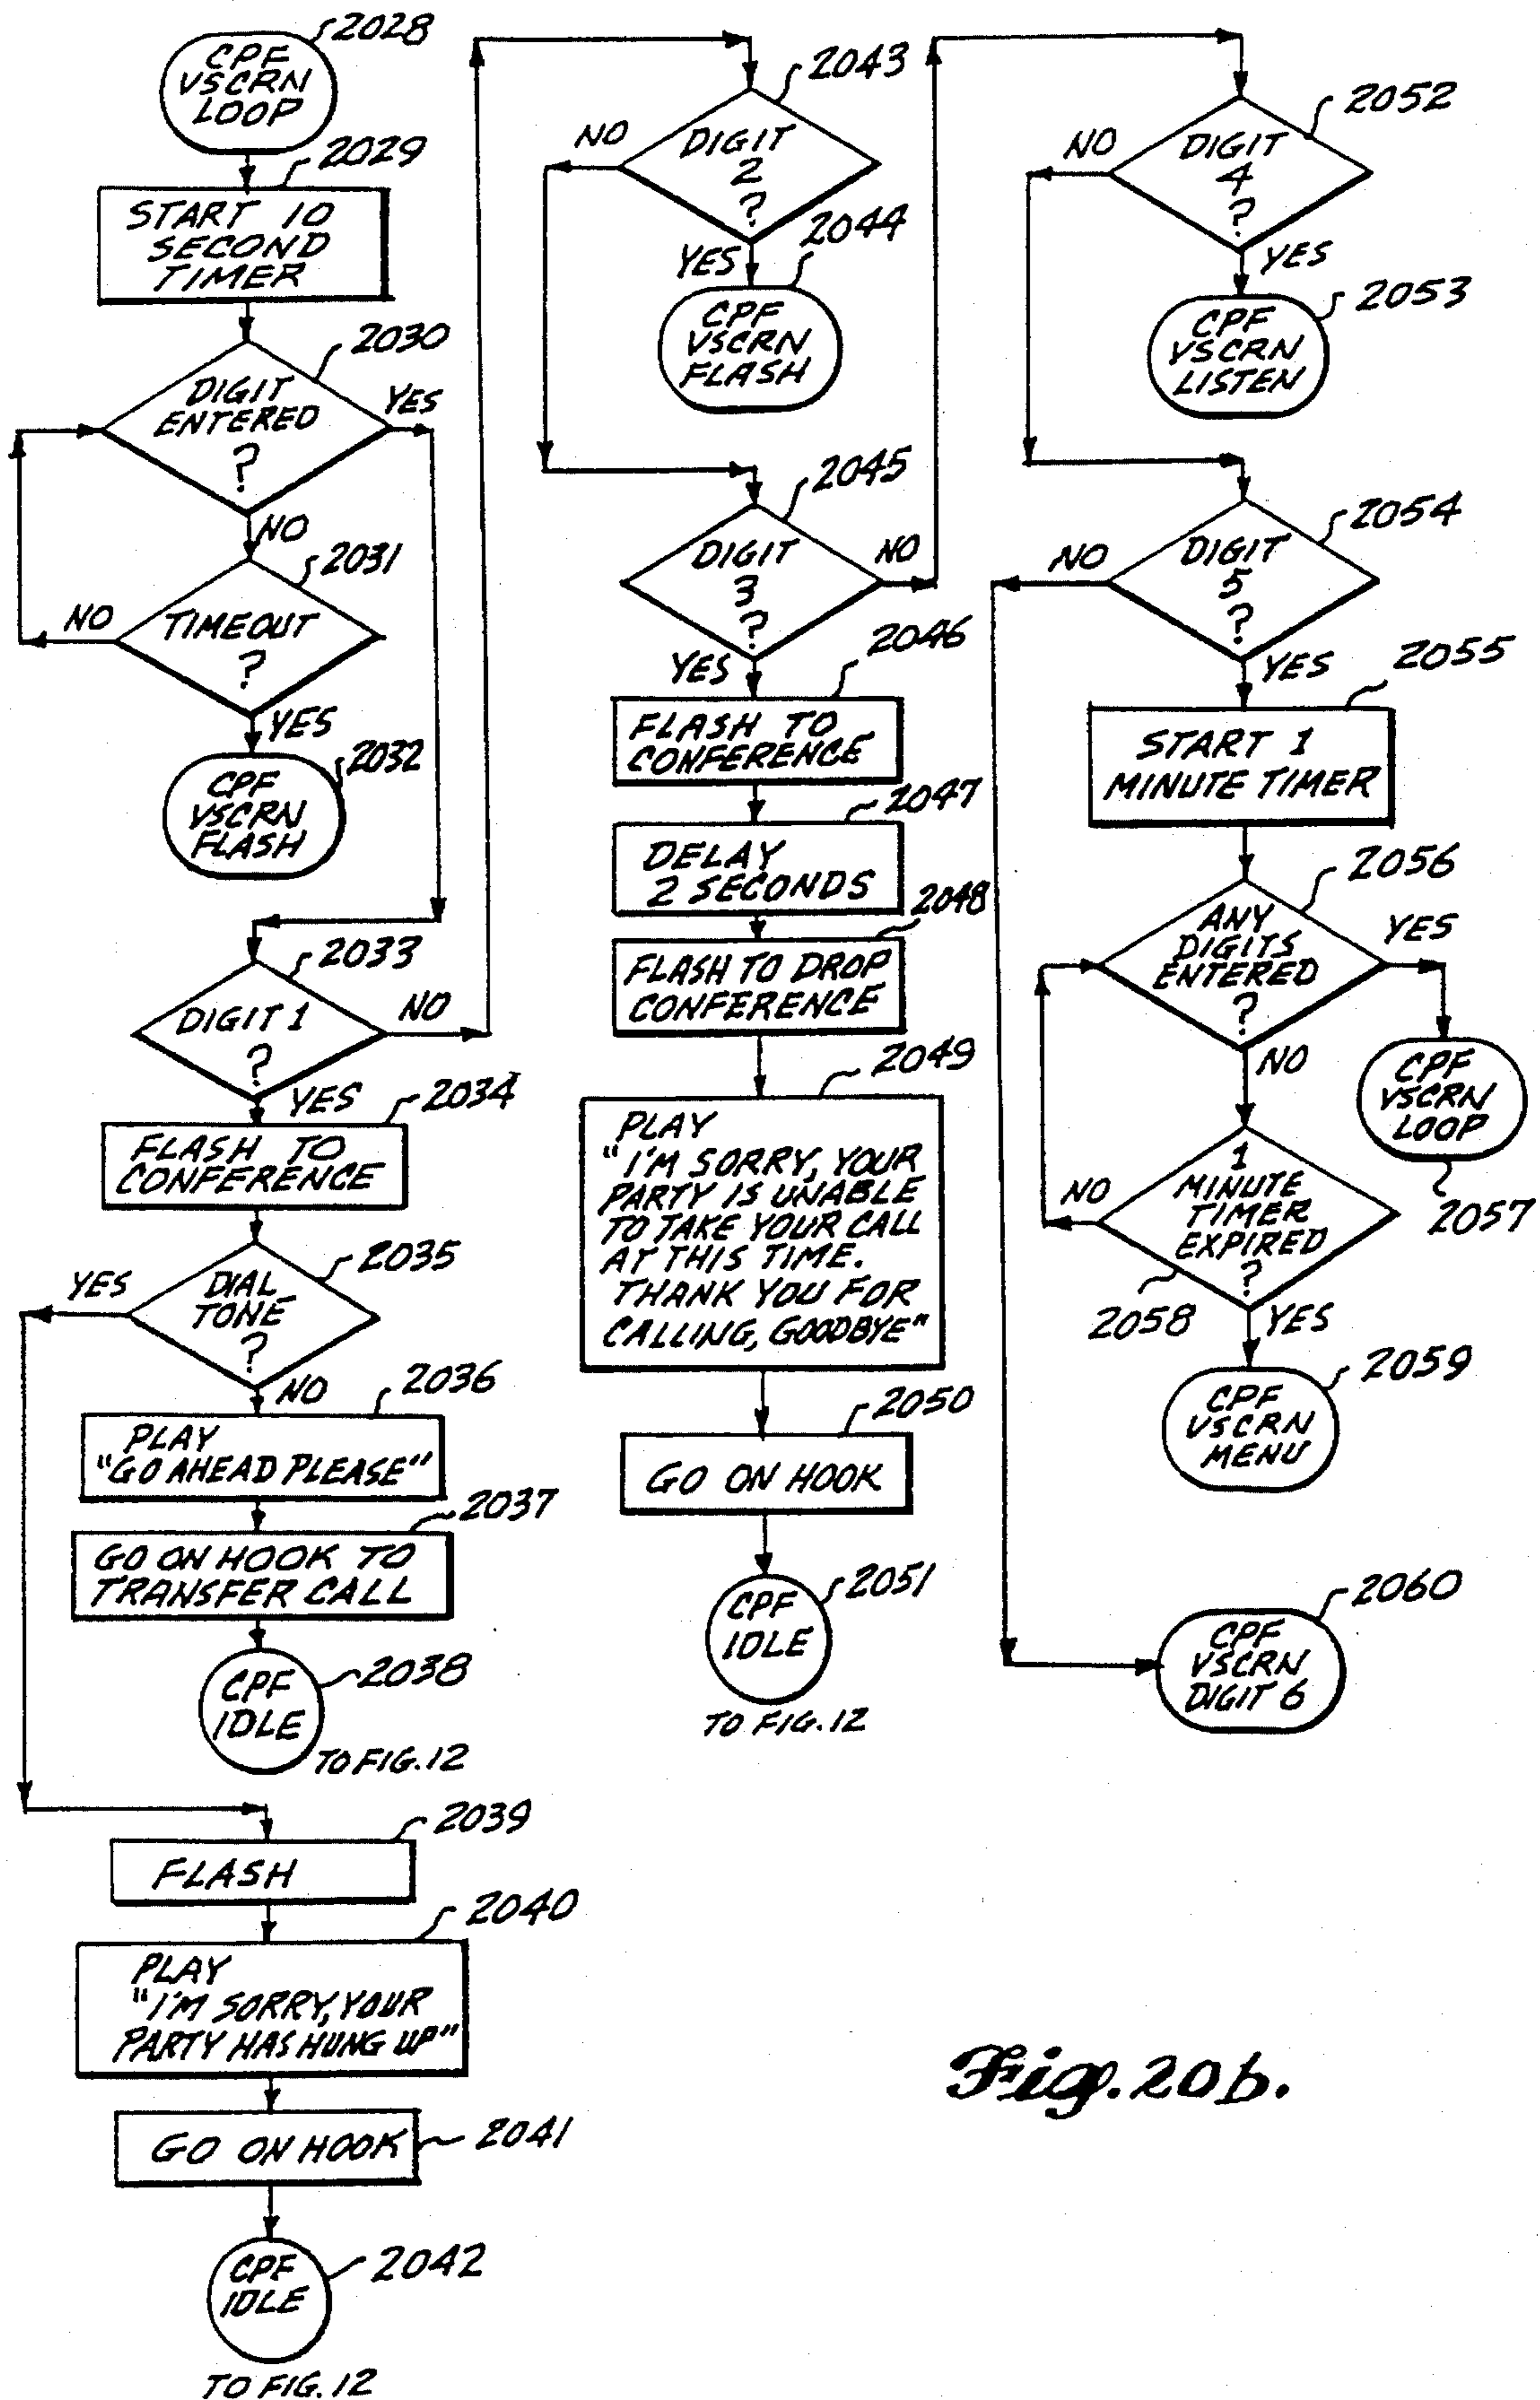 2028
CPF
VSCRN
LOOP
2029
START 10
SECOND
TIMER
2030
DIGIT
ENTERED
?
YES
NO
2031
TIMEOUT
?
NO
YES
2032
CPF
VSCRN
FLASH
2033
DIGIT 1
?
NO
YES
2034
FLASH TO
CONFERENCE
2035
DIAL
TONE
?
YES
NO
2036
PLAY
"GO AHEAD PLEASE"
2037
GO ON HOOK TO
TRANSFER CALL
2038
CPF
IDLE
TO FIG.12
2039
FLASH
2040
PLAY
"I'M SORRY, YOUR
PARTY HAS HUNG UP"
2041
GO ON HOOK
2042
CPF
IDLE
TO FIG.12
2043
DIGIT
2
?
NO
YES
2044
CPF
VSCRN
FLASH
2045
DIGIT
3
?
NO
YES
2046
FLASH TO
CONFERENCE
2047
DELAY
2 SECONDS
2048
FLASH TO DROP
CONFERENCE
2049
PLAY
"I'M SORRY, YOUR
PARTY IS UNABLE
TO TAKE YOUR CALL
AT THIS TIME.
THANK YOU FOR
CALLING, GOODBYE"
2050
GO ON HOOK
2051
CPF
IDLE
TO FIG.12
2052
DIGIT
4
?
NO
YES
2053
CPF
VSCRN
LISTEN
2054
DIGIT
5
?
NO
YES
2055
START 1
MINUTE TIMER
2056
ANY
DIGITS
ENTERED
?
YES
NO
CPF
VSCRN
LOOP
2057
1
MINUTE
TIMER
EXPIRED
?
NO
2058
YES
2059
CPF
VSCRN
MENU
2060
CPF
VSCRN
DIGIT 6
Fig. 20b.